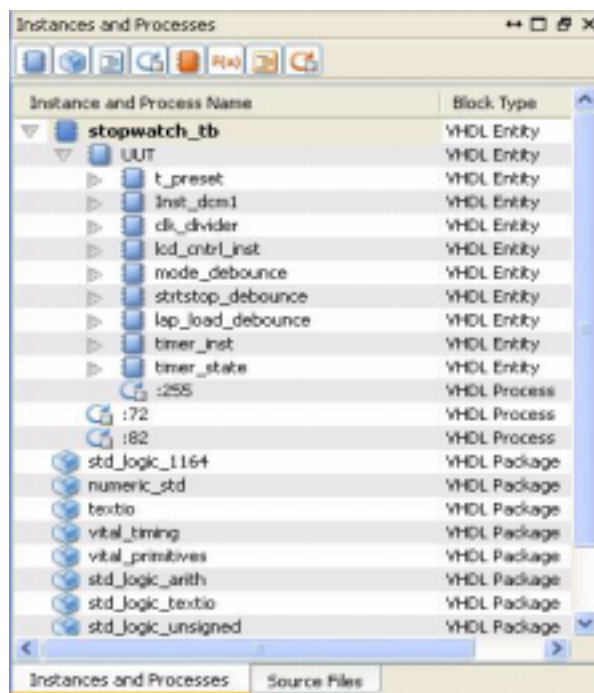 Instances and Processes
F(x)
Instance and Process Name Block Type
stopwatch_tb VHDL Entity
UUT VHDL Entity
t_preset VHDL Entity
Inst_dcm1 VHDL Entity
clk_divider VHDL Entity
lcd_cntrl_inst VHDL Entity
mode_debounce VHDL Entity
strtstop_debounce VHDL Entity
lap_load_debounce VHDL Entity
timer_inst VHDL Entity
timer_state VHDL Entity
:255 VHDL Process
:72 VHDL Process
:82 VHDL Process
std_logic_1164 VHDL Package
numeric_std VHDL Package
textio VHDL Package
vital_timing VHDL Package
vital_primitives VHDL Package
std_logic_arith VHDL Package
std_logic_textio VHDL Package
std_logic_unsigned VHDL Package
Instances and Processes Source Files